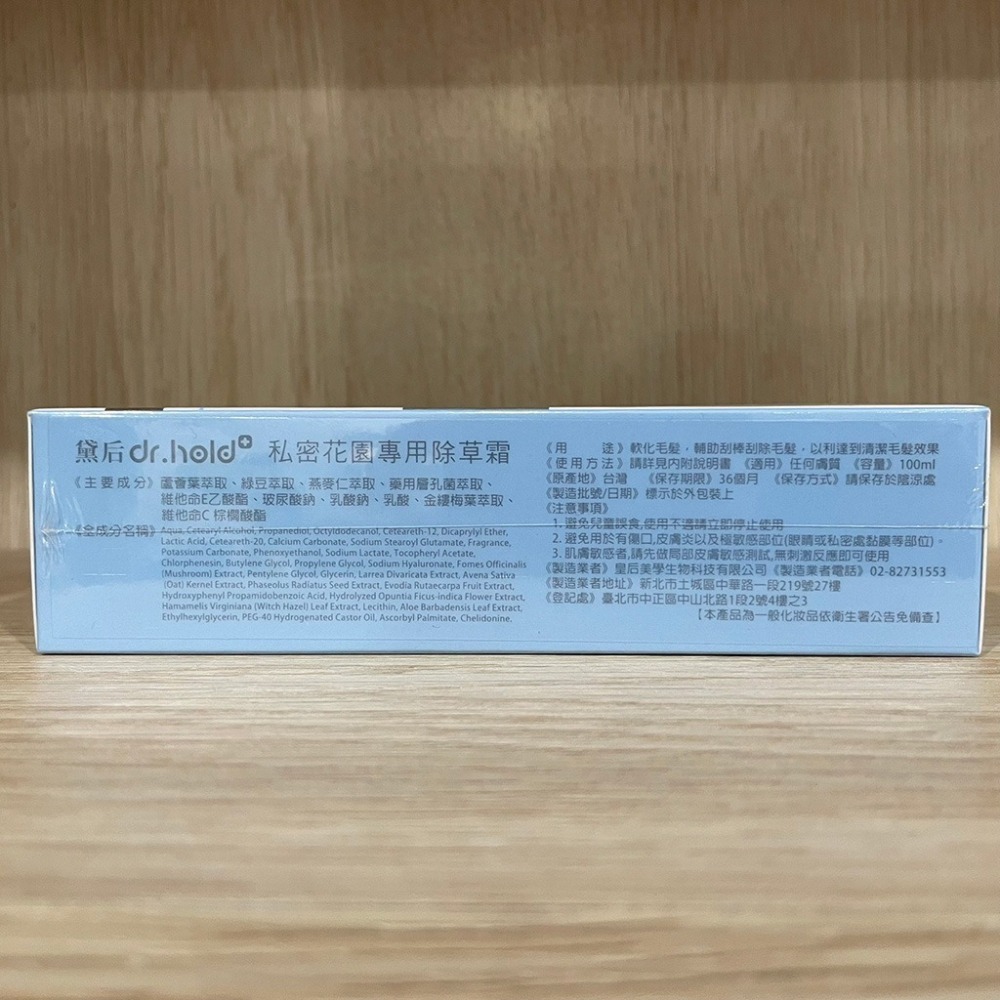 黛后 dr.hold+ 私密花園專用除草霜
《主要成分》蘆薈葉萃取、綠豆萃取、燕麥仁萃取、藥用層孔菌萃取、
維他命E乙酸酯、玻尿酸鈉、乳酸鈉、乳酸、金縷梅葉萃取、
維他命C 棕櫚酸酯
《全成分名稱》Aqua, Cetearyl Alcohol, Propanediol, Octyldodecanol, Ceteareth-12, Dicaprylyl Ether,
Lactic Acid, Ceteareth-20, Calcium Carbonate, Sodium Stearoyl Glutamate, Fragrance,
Potassium Carbonate, Phenoxyethanol, Sodium Lactate, Tocopheryl Acetate,
Chlorphenesin, Butylene Glycol, Propylene Glycol, Sodium Hyaluronate, Fomes Officinalis
(Mushroom) Extract, Pentylene Glycol, Glycerin, Larrea Divaricata Extract, Avena Sativa
(Oat) Kernel Extract, Phaseolus Radiatus Seed Extract, Evodia Rutaecarpa Fruit Extract,
Hydroxyphenyl Propamidobenzoic Acid, Hydrolyzed Opuntia Ficus-indica Flower Extract,
Hamamelis Virginiana (Witch Hazel) Leaf Extract, Lecithin, Aloe Barbadensis Leaf Extract,
Ethylhexylglycerin, PEG-40 Hydrogenated Castor Oil, Ascorbyl Palmitate, Chelidonine.
《用 途》軟化毛髮，輔助刮棒刮除毛髮，以利達到清潔毛髮效果
《使用方法》請詳見內附說明書 《適用》任何膚質 《容量》100ml
《原產地》台灣 《保存期限》36個月 《保存方式》請保存於陰涼處
《製造批號/日期》標示於外包裝上
《注意事項》
1. 避免兒童誤食,使用不適請立即停止使用
2. 避免用於有傷口,皮膚炎以及極敏感部位(眼睛或私密處黏膜等部位)。
3. 肌膚敏感者,請先做局部皮膚敏感測試,無刺激反應即可使用
《製造業者》皇后美學生物科技有限公司《製造業者電話》02-82731553
《製造業者地址》新北市土城區中華路一段219號27樓
《登記處》臺北市中正區中山北路1段2號4樓之3
【本產品為一般化妝品依衛生署公告免備查】